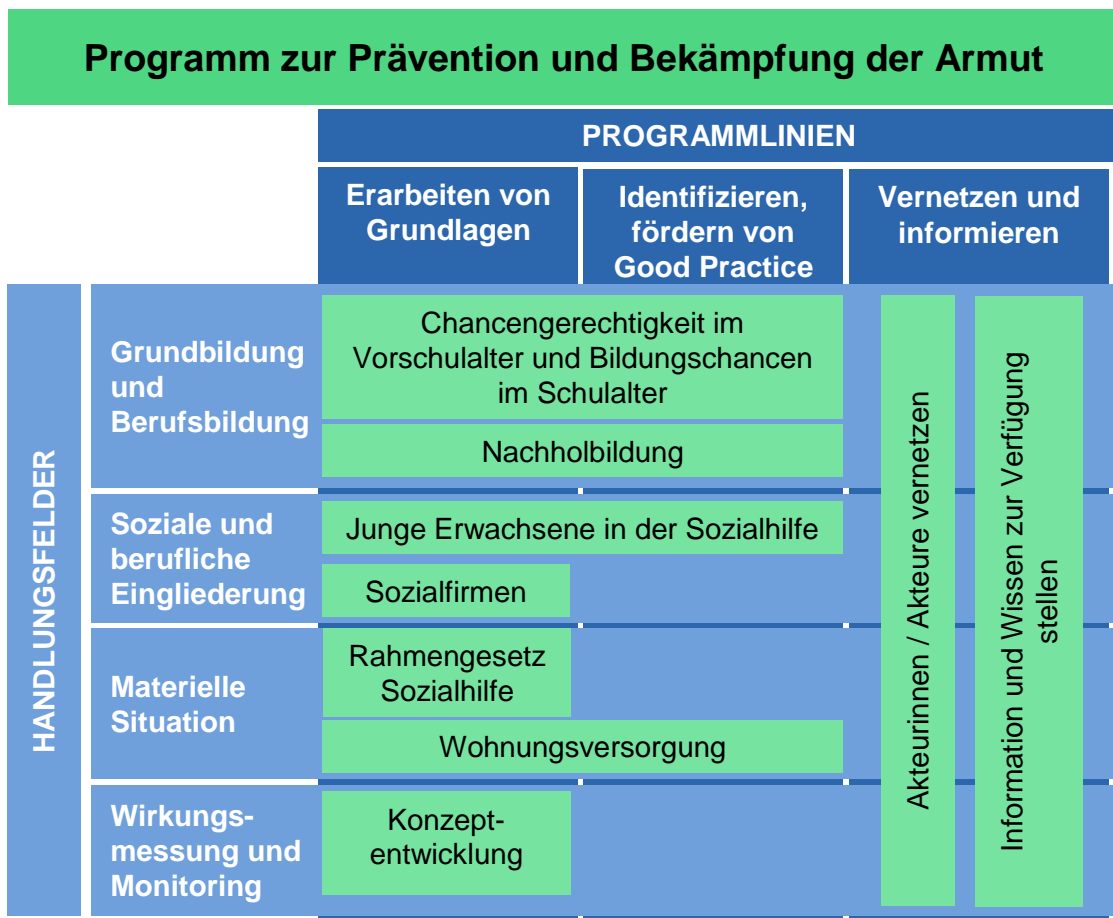 Programm zur Prävention und Bekämpfung der Armut
PROGRAMMLINIEN
Erarbeiten von
Grundlagen
Identifizieren,
fördern von
Good Practice
Vernetzen und
informieren
HANDLUNGSFELDER
Grundbildung
und
Berufsbildung
Chancengerechtigkeit im
Vorschulalter und Bildungschancen
im Schulalter
Nachholbildung
Soziale und
berufliche
Eingliederung
Junge Erwachsene in der Sozialhilfe
Sozialfirmen
Materielle
Situation
Rahmengesetz
Sozialhilfe
Wohnungsversorgung
Wirkungs-
messung und
Monitoring
Konzept-
entwicklung
Akteurinnen / Akteure vernetzen
Information und Wissen zur Verfügung
stellen